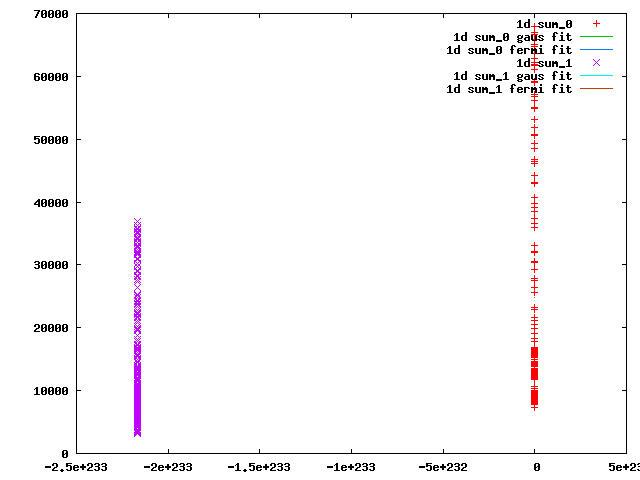 70000
60000
50000
40000
30000
20000
10000
0
-2.5e+233
-2e+233
-1.5e+233
-1e+233
-5e+232
0
5e+23
1d sum_0
1d sum_0 gaus fit
1d sum_0 fermi fit
1d sum_1
1d sum_1 gaus fit
1d sum_1 fermi fit